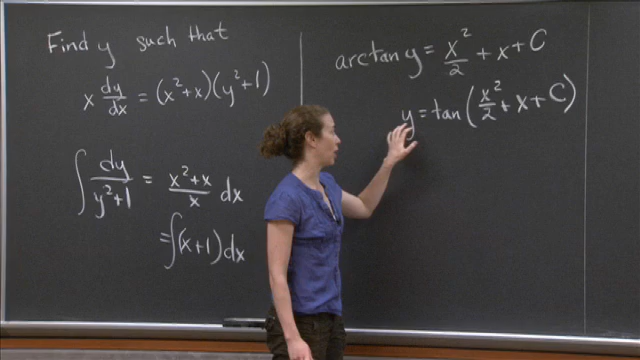 Find y such that
x dy/dx = (x²+x)(y²+1)
∫ dy/(y²+1) = (x²+x)/x dx
= ∫(x+1)dx
arctan y = x²/2 + x + C
y = tan(x²/2 + x + C)